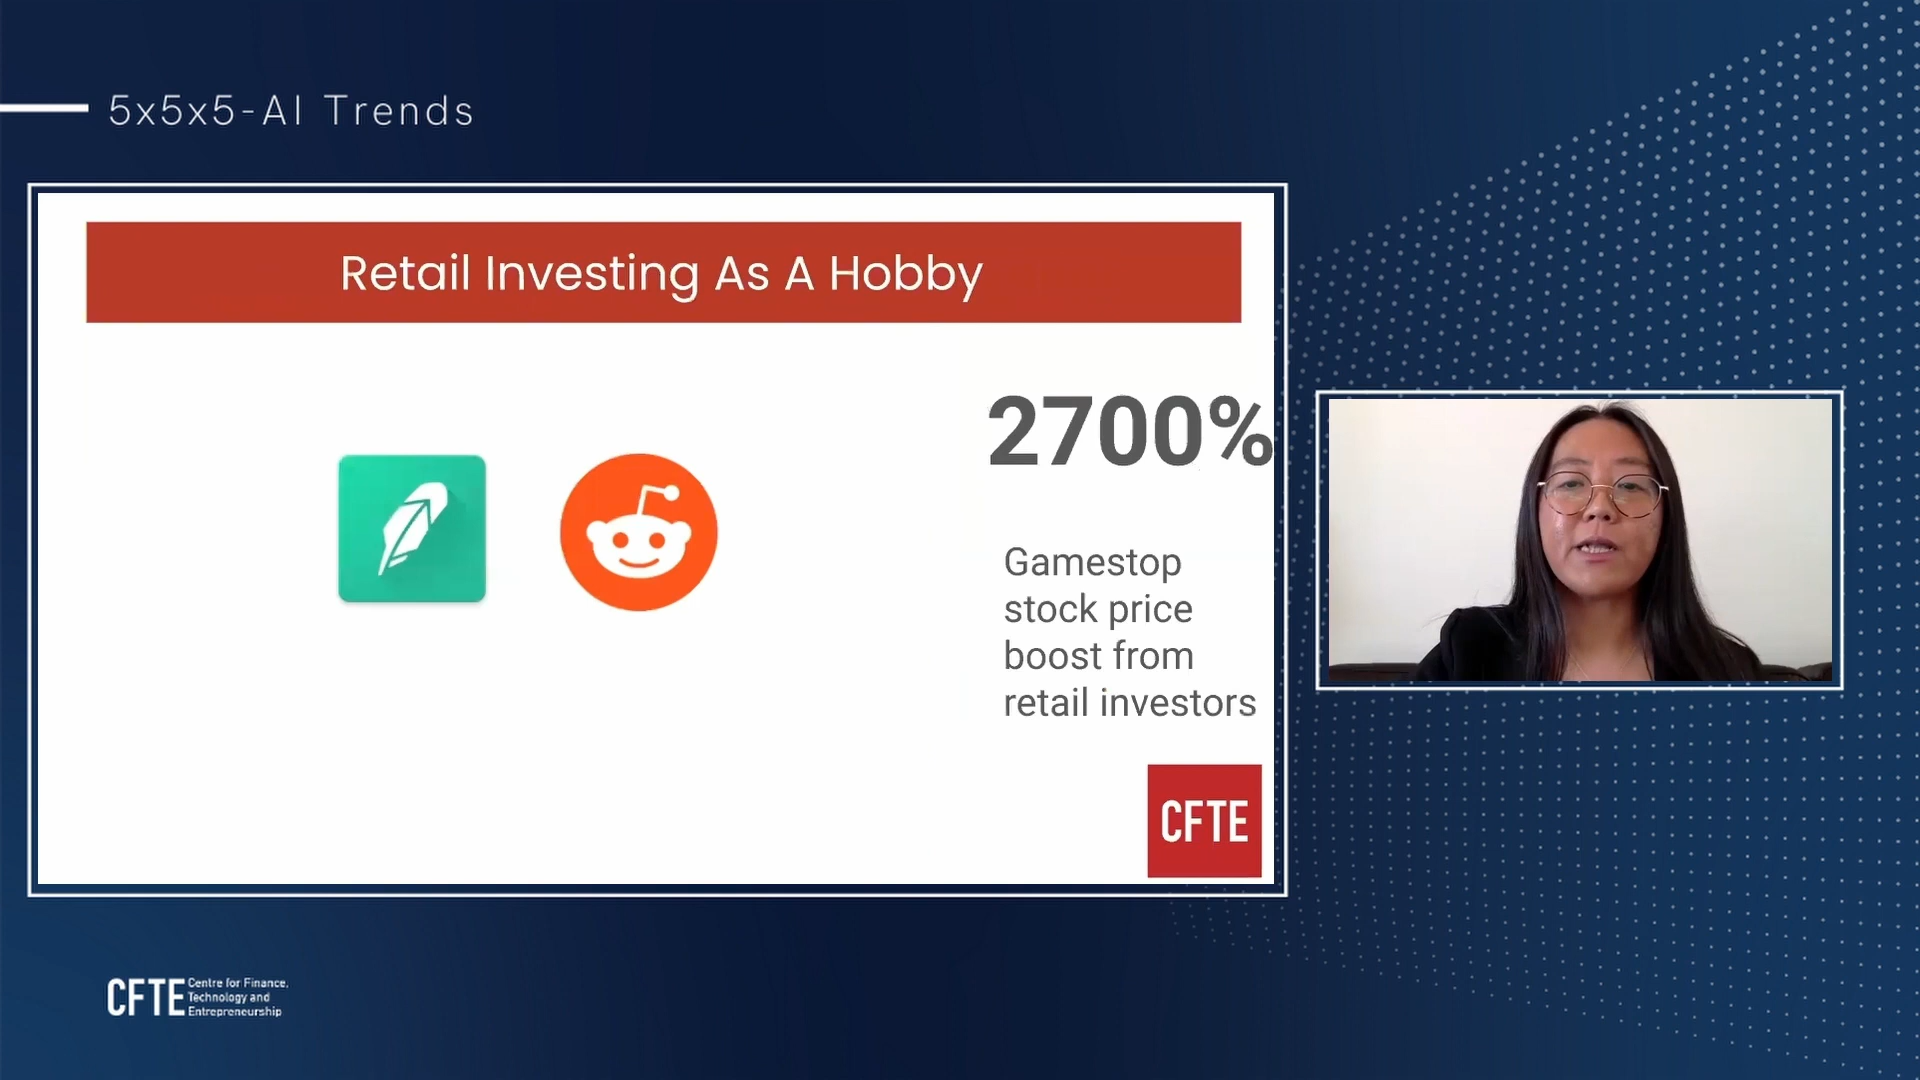 5x5x5-AI Trends
Retail Investing As A Hobby
2700%
Gamestop
stock price
boost from
retail investors
CFTE
CFTE
Centre for Finance,
Technology and
Entrepreneurship